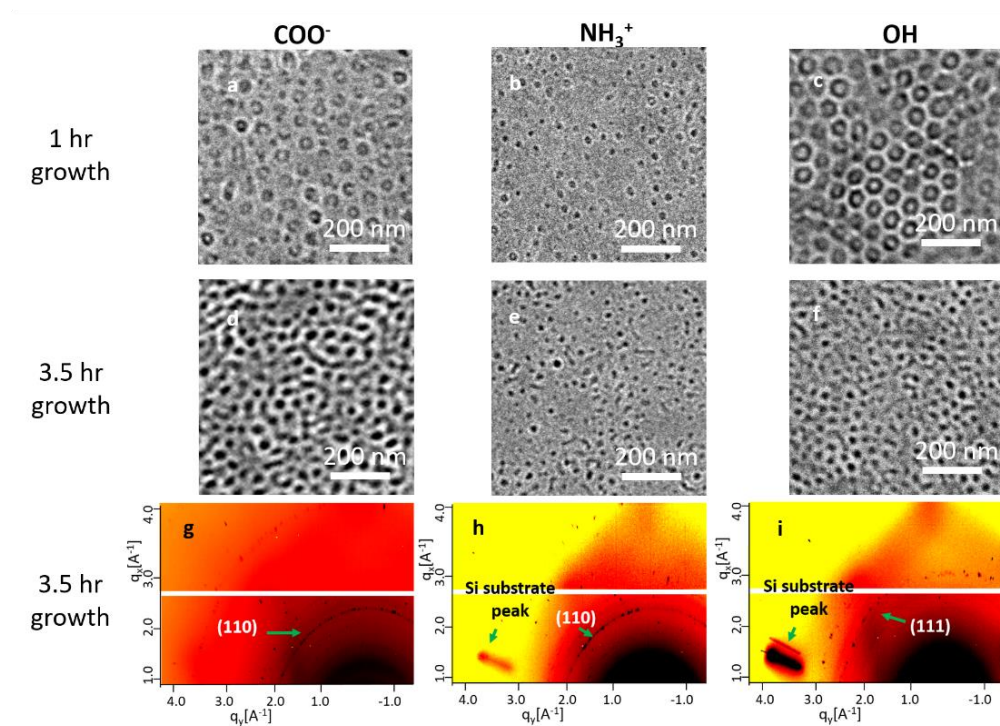 COO⁻ NH₃⁺ OH
1 hr
growth
a b c
200 nm 200 nm 200 nm
3.5 hr
growth
d e f
200 nm 200 nm 200 nm
3.5 hr
growth
g h i
qₓ[A⁻¹] qₓ[A⁻¹] qₓ[A⁻¹]
4.0 4.0 4.0
3.0 3.0 3.0
Si substrate
peak
Si substrate
peak
(110) (110) (111)
2.0 2.0 2.0
1.0 1.0 1.0
4.0 3.0 2.0 1.0 -1.0
4.0 3.0 2.0 1.0 -1.0
4.0 3.0 2.0 1.0 -1.0
qᵧ[A⁻¹] qᵧ[A⁻¹] qᵧ[A⁻¹]